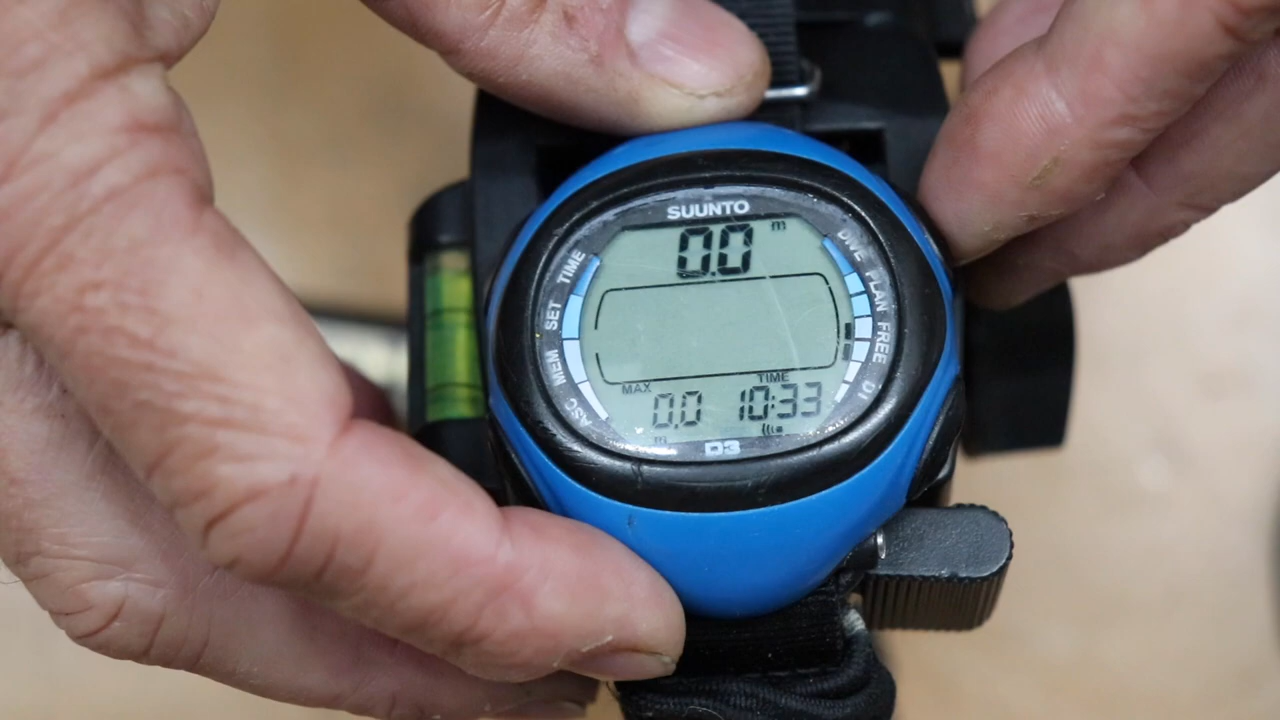 SUUNTO
0.0 m
TIME
SET
MEM
ASC
DIVE
PLAN
FREE
DI
MAX
TIME
0.0
10:33
D3